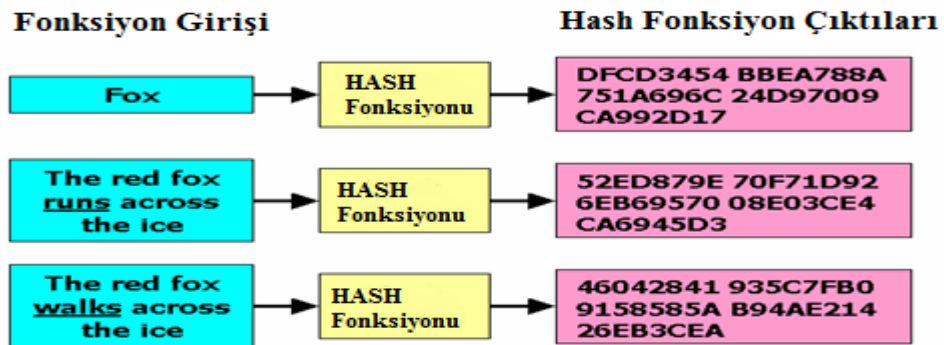 Fonksiyon Girişi
Hash Fonksiyon Çıktıları
Fox
HASH
Fonksiyonu
DFCD3454 BBEA788A
751A696C 24D97009
CA992D17
The red fox
runs across
the ice
HASH
Fonksiyonu
52ED879E 70F71D92
6EB69570 08E03CE4
CA6945D3
The red fox
walks across
the ice
HASH
Fonksiyonu
46042841 935C7FB0
9158585A B94AE214
26EB3CEA